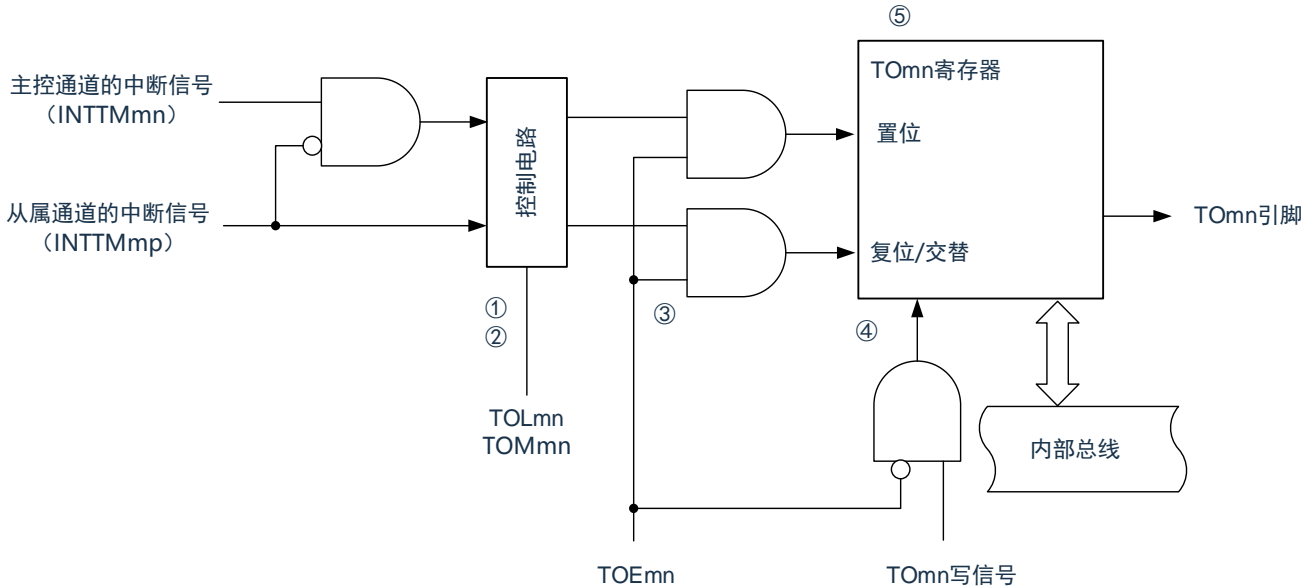 ⑤
主控通道的中断信号
（INTTMmn）
从属通道的中断信号
（INTTMmp）
控制电路
①
②
TOLmn
TOMmn
③
TOEmn
TOmn寄存器
置位
复位/交替
④
TOmn引脚
内部总线
TOmn写信号